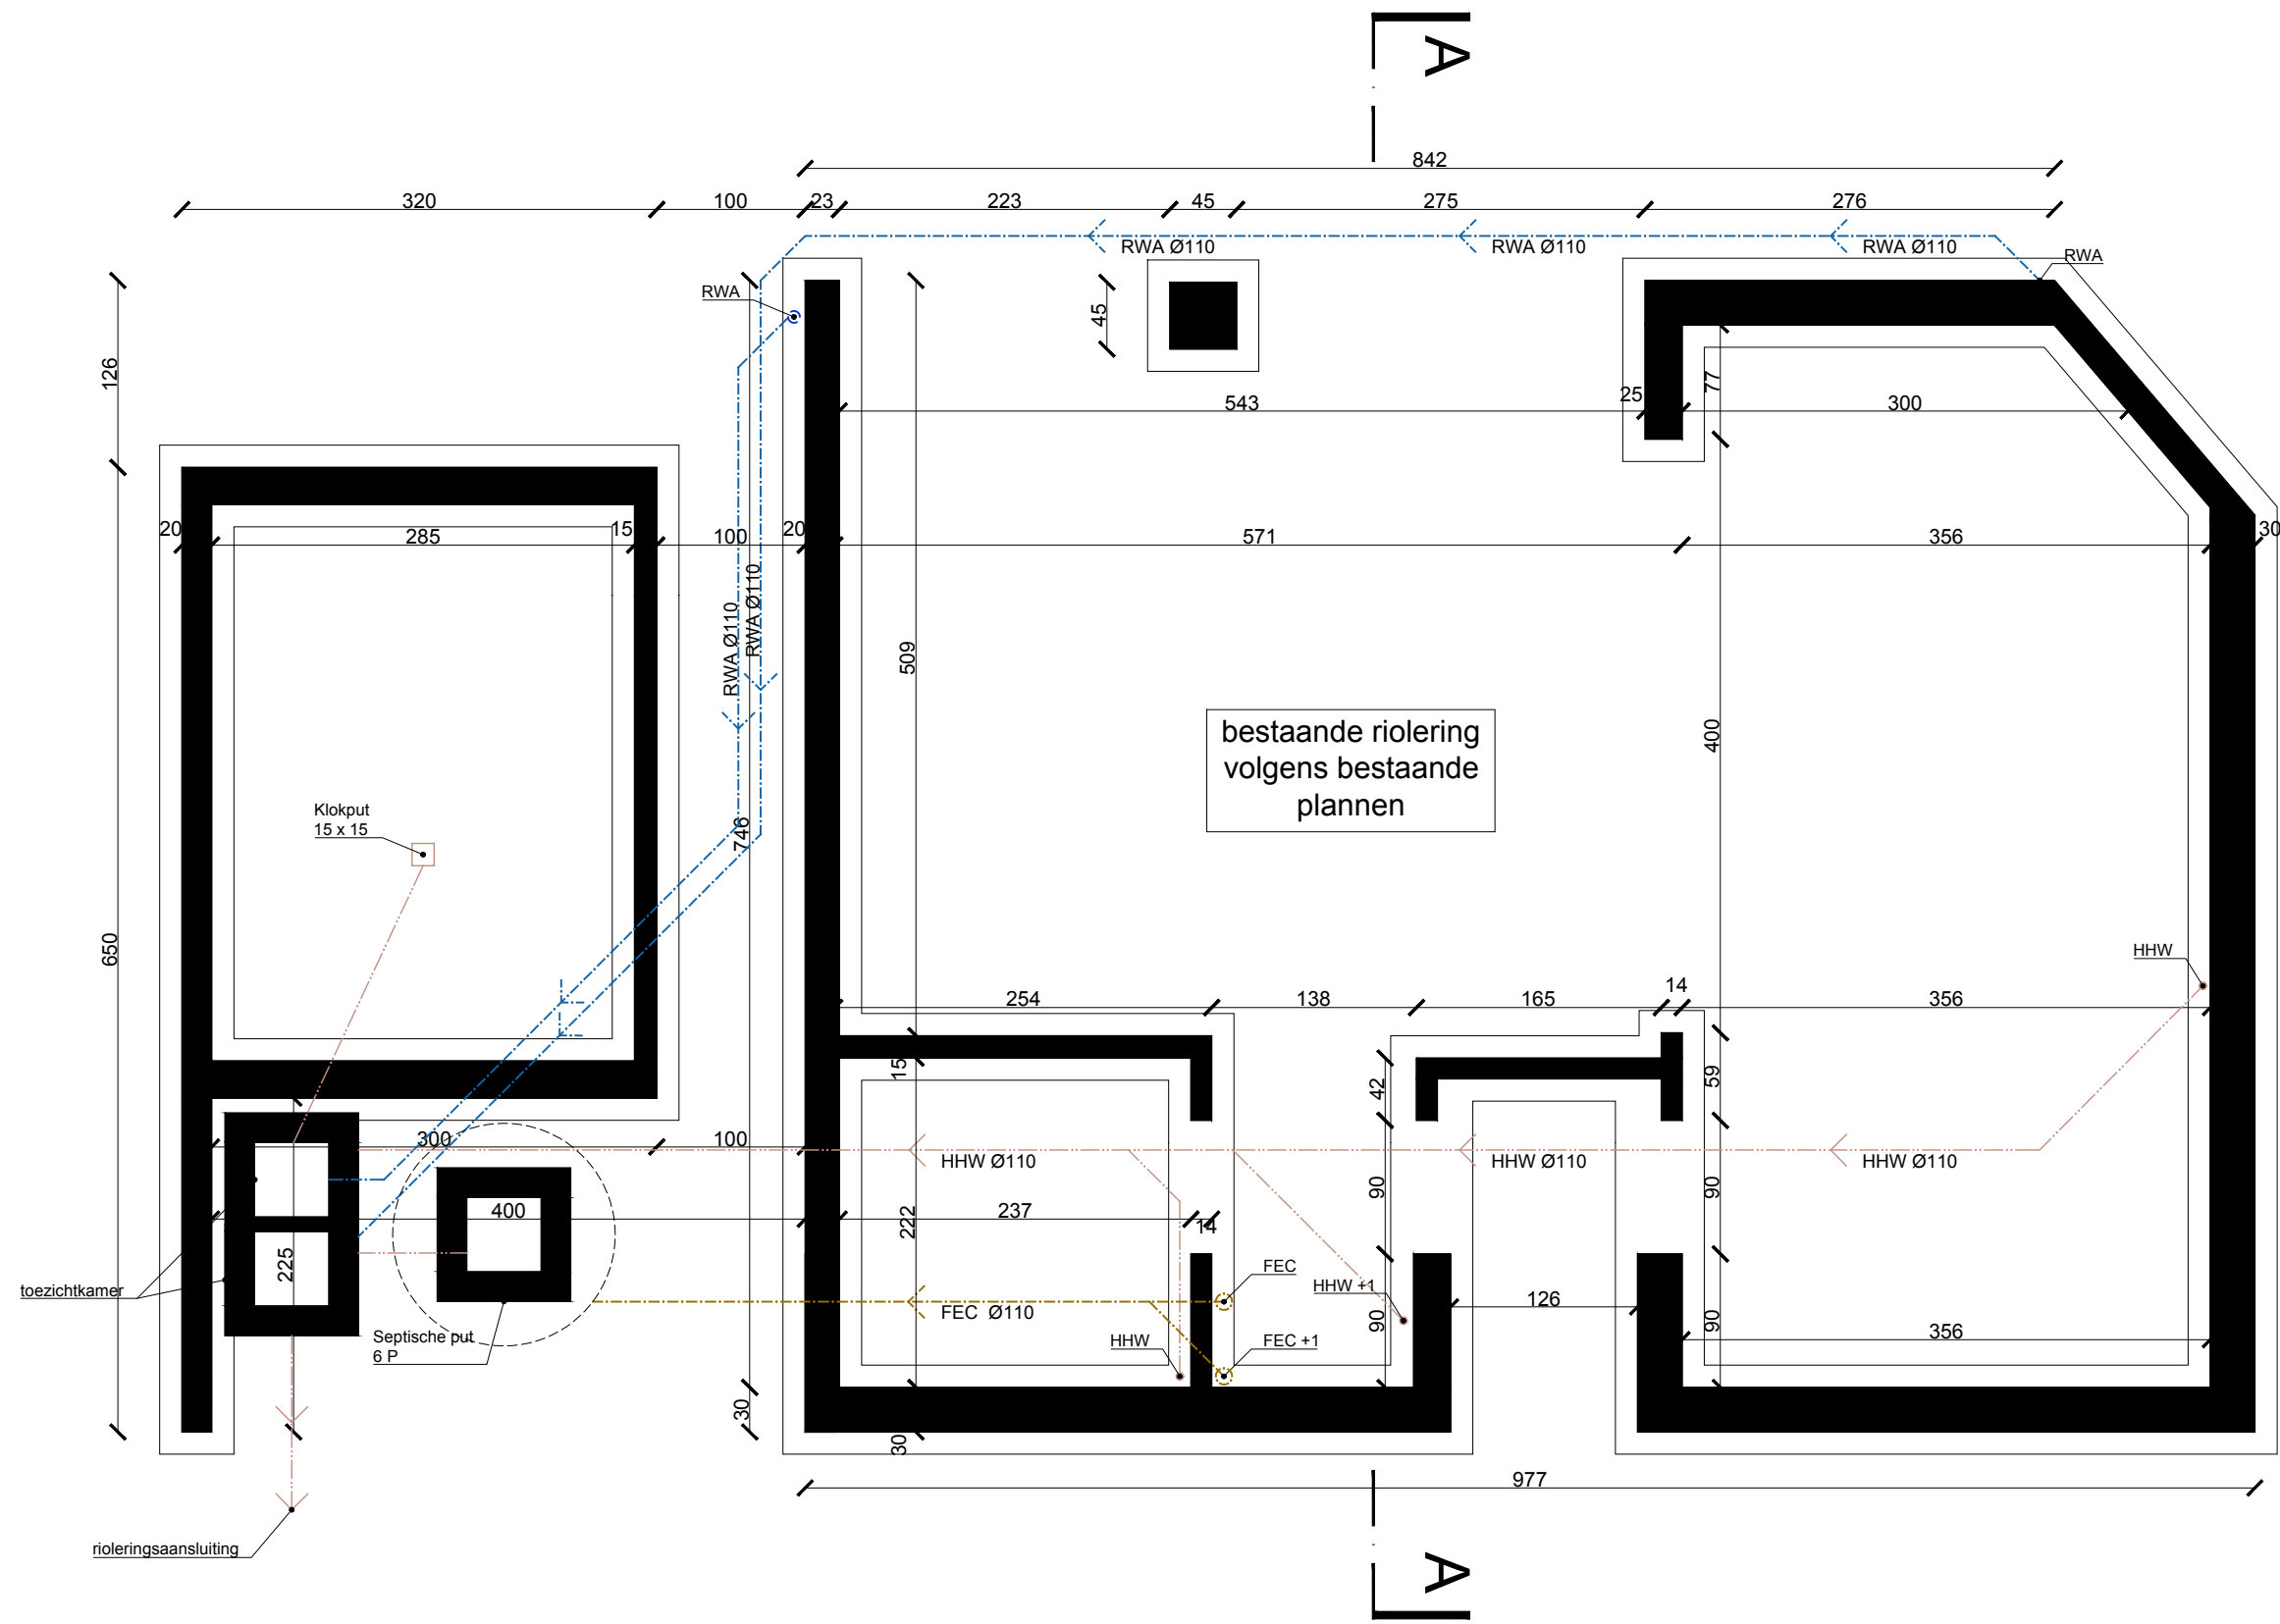 A
842
320
100
23
223
45
275
276
RWA Ø110
RWA Ø110
RWA Ø110
RWA
RWA
45
126
25
77
543
300
20
285
15
100
20
571
356
30
RWA Ø110
RWA Ø110
509
400
bestaande riolering
volgens bestaande
plannen
Klokput
15 x 15
746
650
HHW
254
138
165
14
356
15
42
59
300
100
HHW Ø110
HHW Ø110
HHW Ø110
90
90
400
237
14
222
225
FEC
HHW +1
toezichtkamer
FEC Ø110
126
90
90
Septische put
6 P
HHW
FEC +1
356
30
30
977
rioleringsaansluiting
A